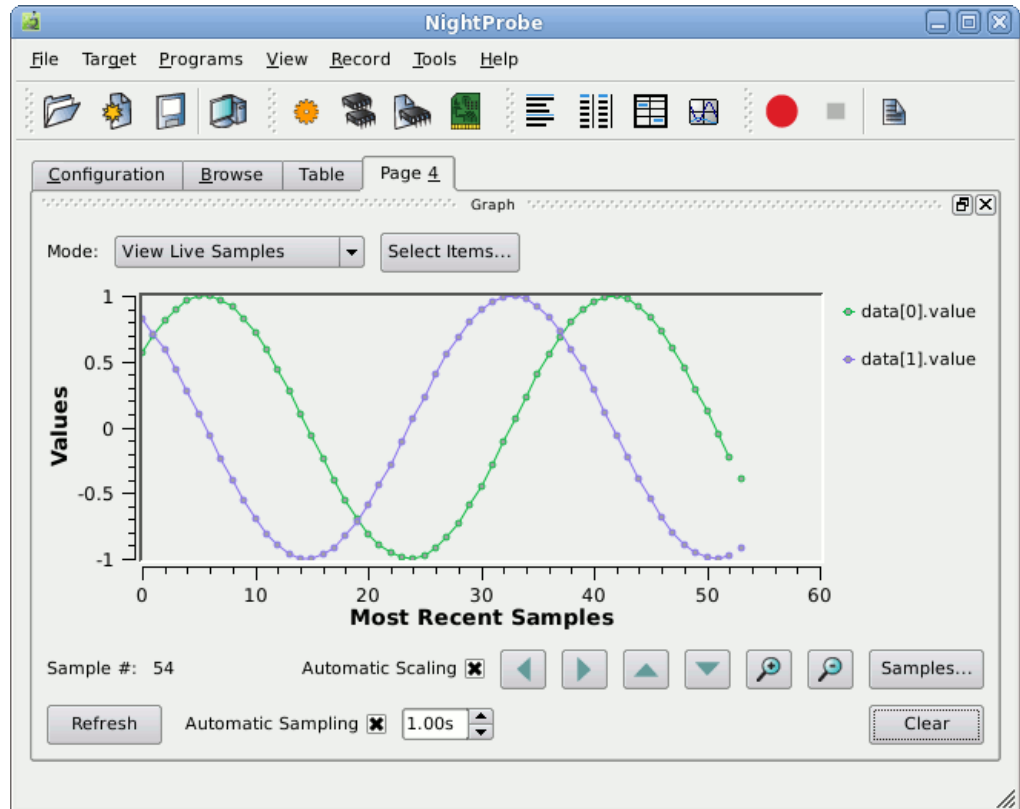 NightProbe
File Target Programs View Record Tools Help
Configuration Browse Table Page 4
Graph
Mode: View Live Samples Select Items...
1
0.5
0
-0.5
-1
Values
data[0].value
data[1].value
0 10 20 30 40 50 60
Most Recent Samples
Sample #: 54 Automatic Scaling Samples...
Refresh Automatic Sampling 1.00s Clear